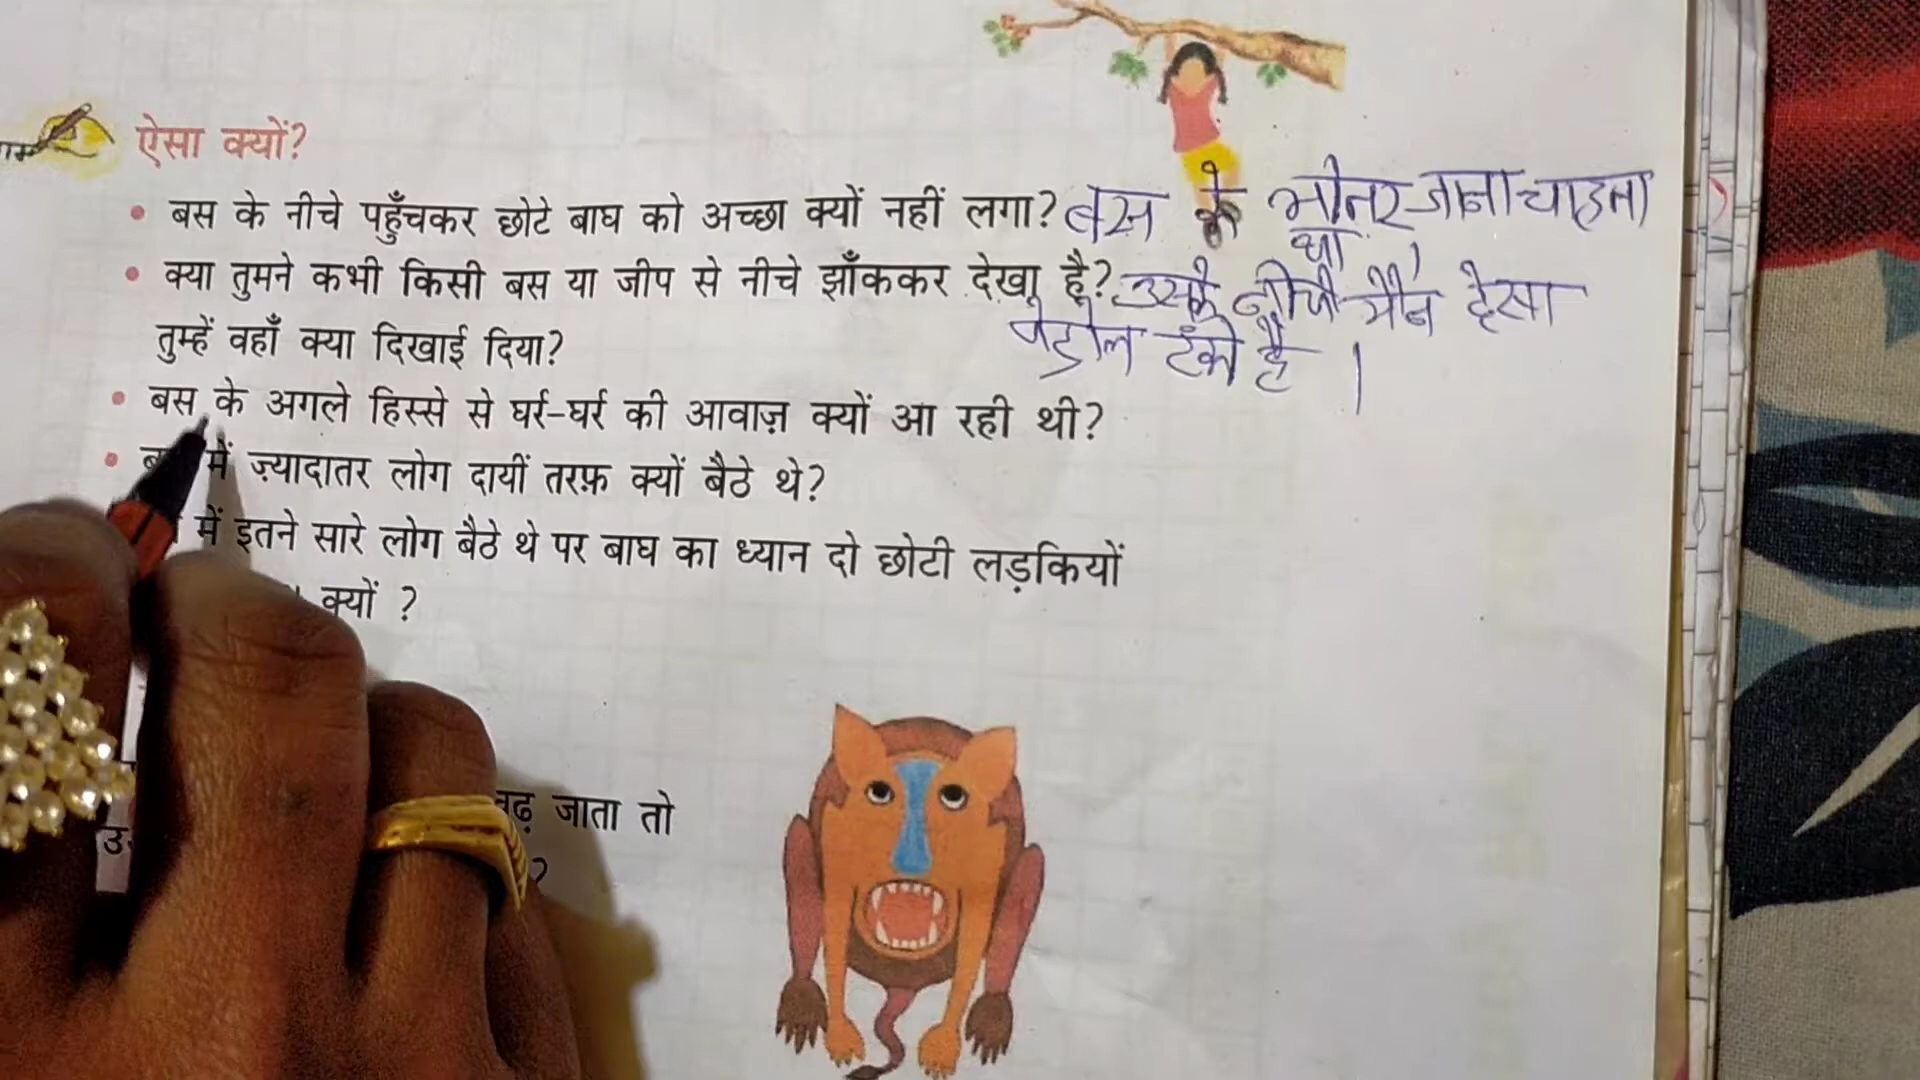 ऐसा क्यों?
बस के नीचे पहुँचकर छोटे बाघ को अच्छा क्यों नहीं लगा? बस के भीतर जाना चाहता
था।
क्या तुमने कभी किसी बस या जीप से नीचे झाँककर देखा है? उसके नीचे मैंने देखा
तुम्हें वहाँ क्या दिखाई दिया? पेट्रोल टंकी है ।
बस के अगले हिस्से से घर्र-घर्र की आवाज़ क्यों आ रही थी?
में ज़्यादातर लोग दायीं तरफ़ क्यों बैठे थे?
में इतने सारे लोग बैठे थे पर बाघ का ध्यान दो छोटी लड़कियों
क्यों ?
जाता तो